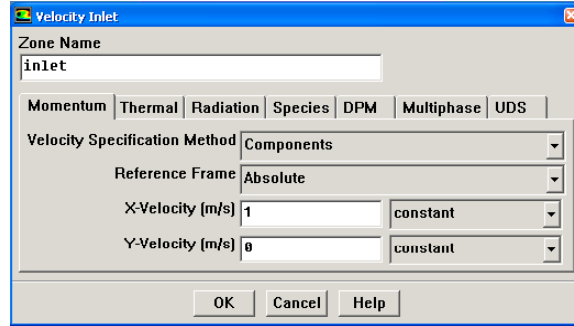 Velocity Inlet
Zone Name
inlet
Momentum Thermal Radiation Species DPM Multiphase UDS
Velocity Specification Method Components
Reference Frame Absolute
X-Velocity (m/s) 1 constant
Y-Velocity (m/s) 0 constant
OK Cancel Help